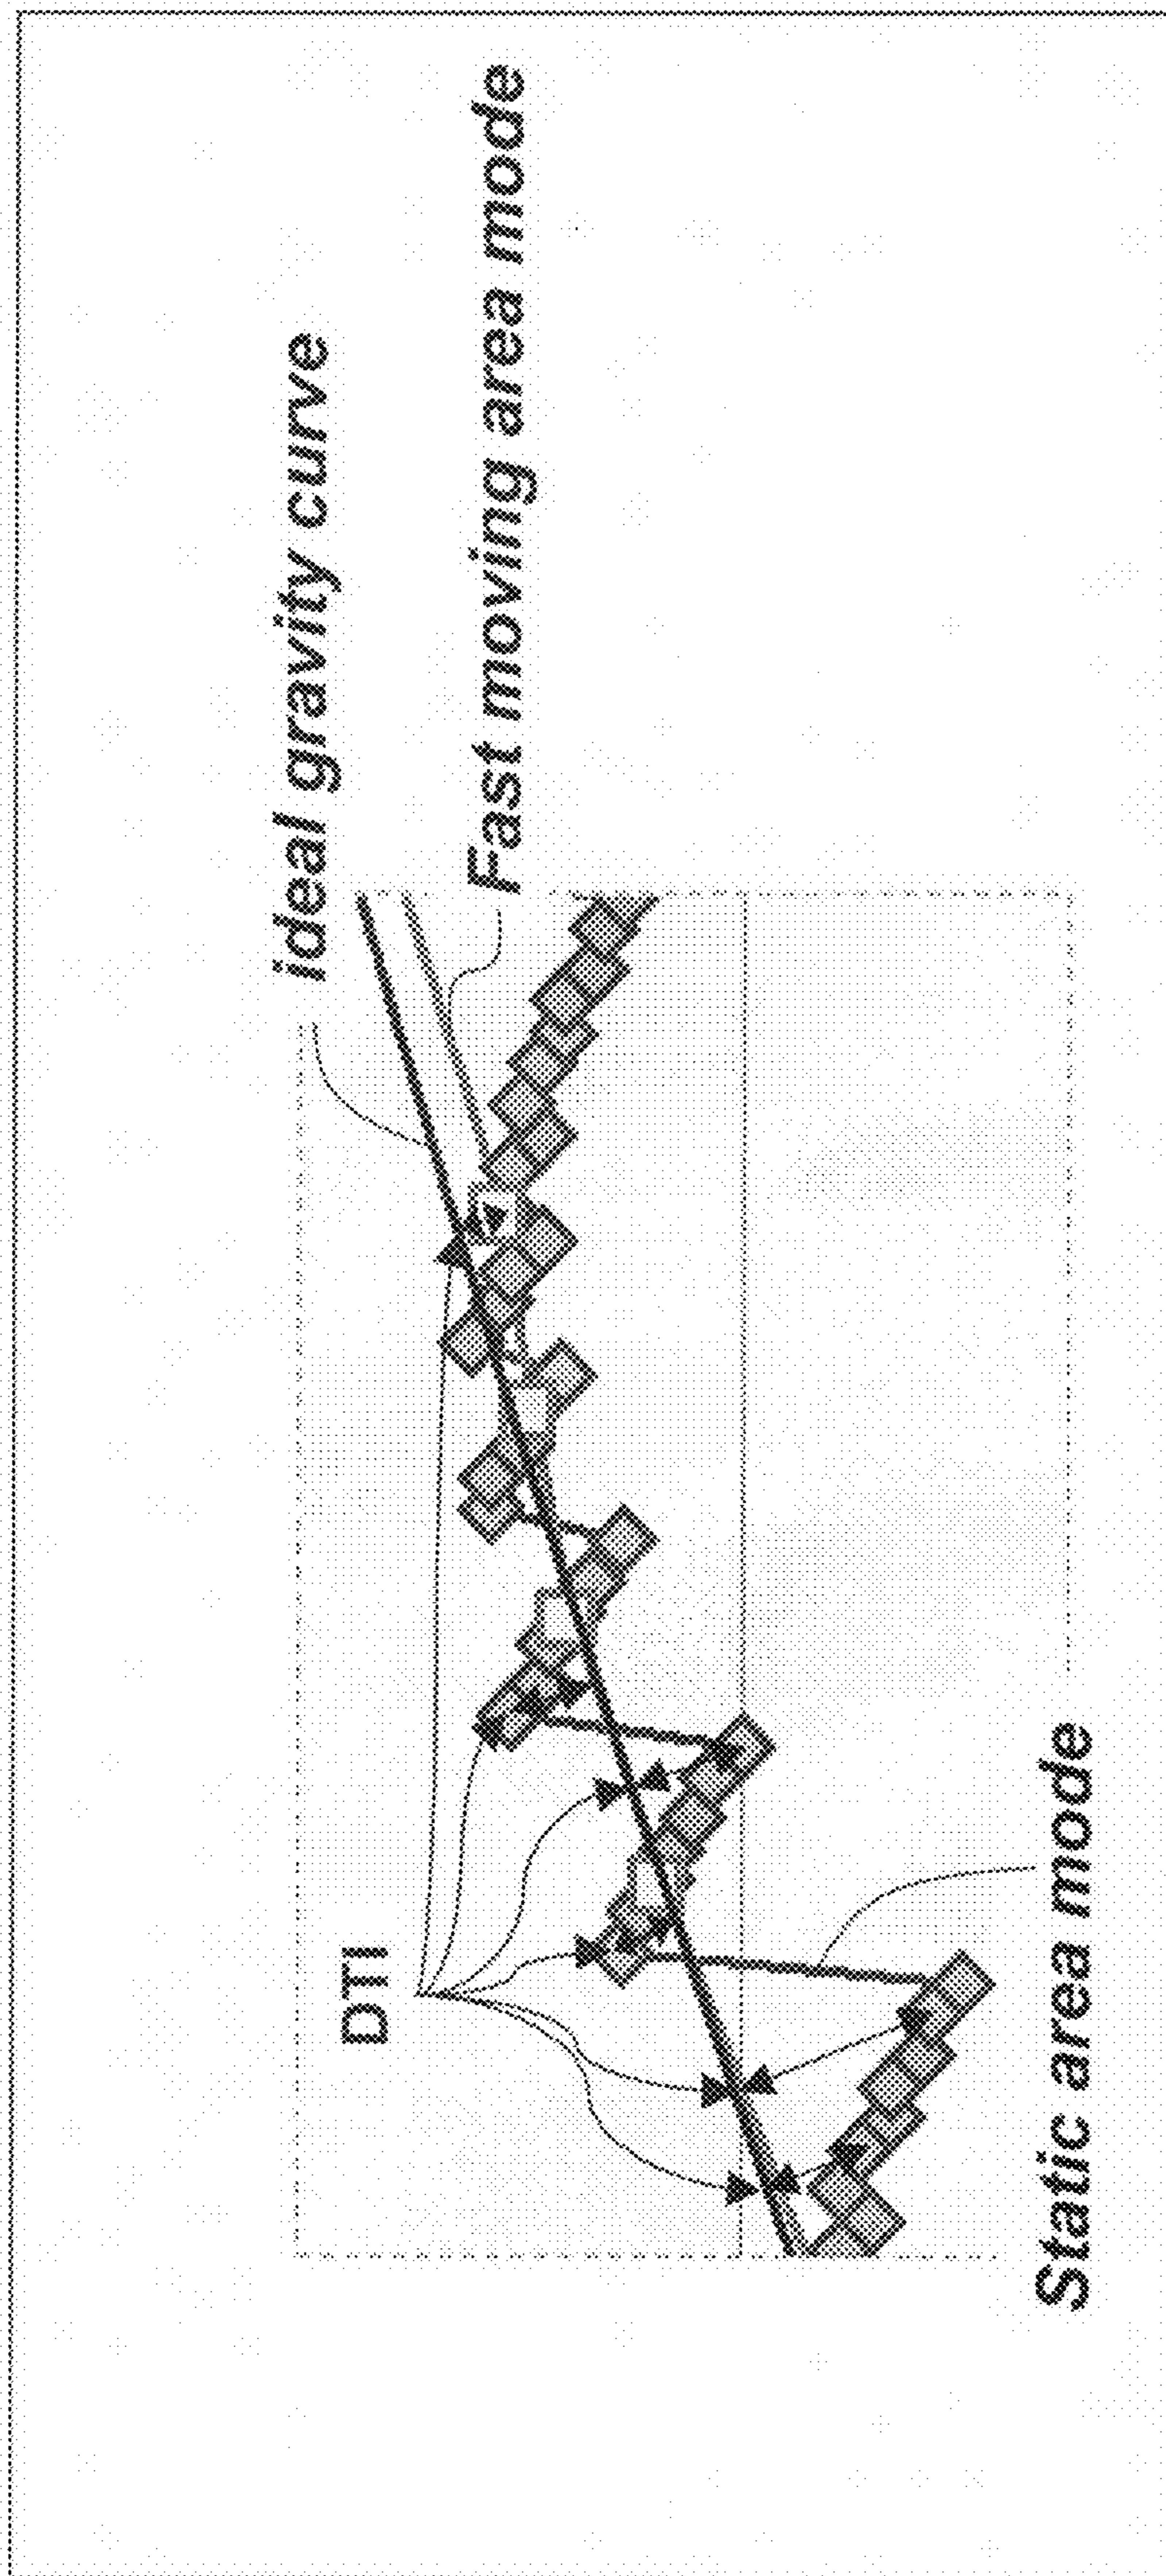 ideal gravity curve
Fast moving area mode
DTI
Static area mode